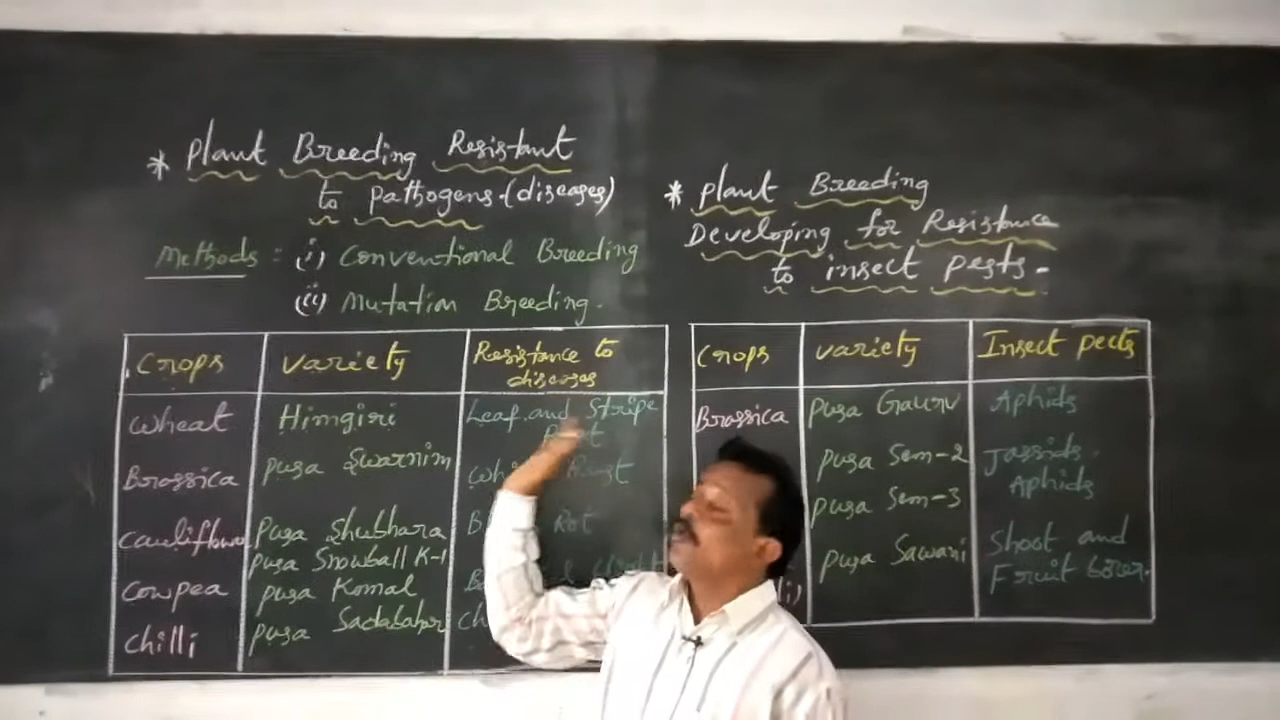 * Plant Breeding Resistant
to Pathogens (diseases)
Methods : (i) Conventional Breeding
(ii) Mutation Breeding.
Crops Variety Resistance to
diseases
Wheat Himgiri Leaf and Stripe
Brassica Pusa Swarnim Rust
Cauliflower Pusa Shubhara Rot
Pusa Snowball K-1
Cowpea Pusa Komal
Chilli Pusa Sadabahar
* Plant Breeding
Developing for Resistance
to insect pests.
Crops Variety Insect pests
Brassica Pusa Gaurav Aphids
Pusa Sem-2 Jassids,
Pusa Sem-3 Aphids
Pusa Sawani Shoot and
Fruit borer.